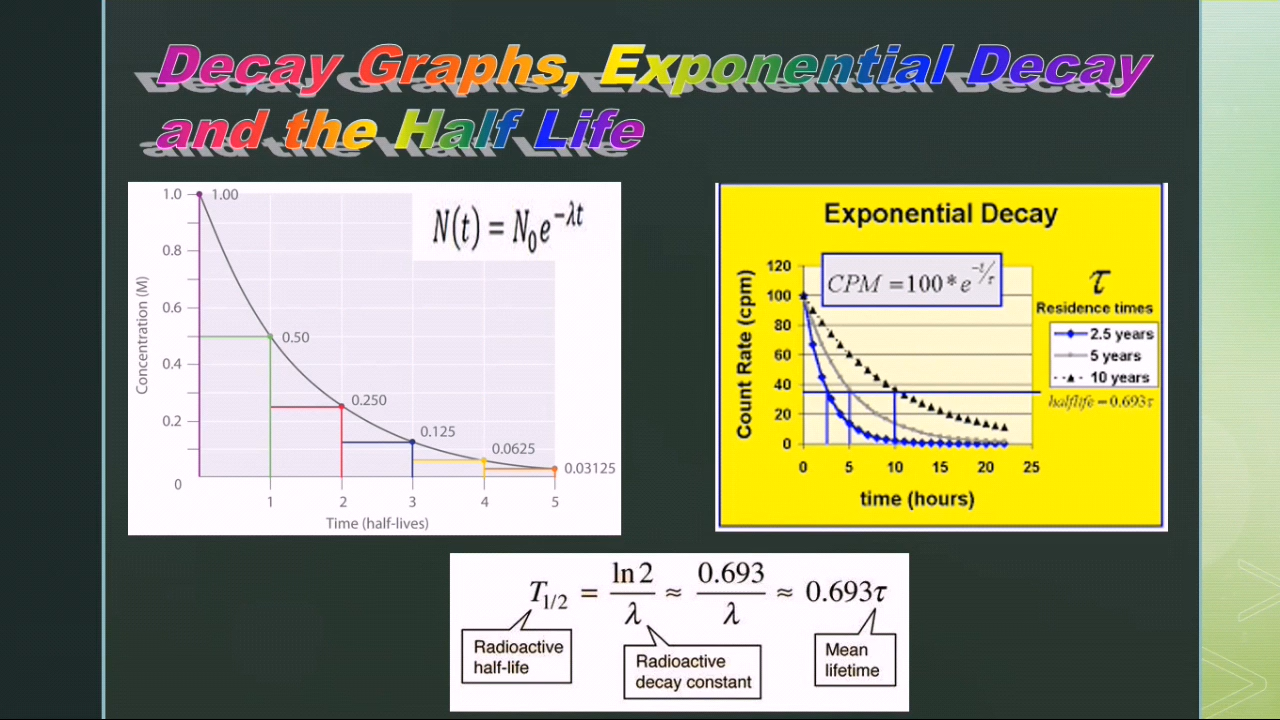 Decay Graphs, Exponential Decay
and the Half Life
1.0
1.00
N(t) = N₀e^−λt
0.8
0.6
0.50
0.4
0.250
0.2
0.125
0.0625
0.03125
0
1 2 3 4 5
Concentration (M)
Time (half-lives)
Exponential Decay
CPM = 100 * e^−t/τ
τ
Residence times
2.5 years
5 years
10 years
halflife = 0.693τ
120
100
80
60
40
20
0
0 5 10 15 20 25
Count Rate (cpm)
time (hours)
T1/2 = ln 2/λ ≈ 0.693/λ ≈ 0.693τ
Radioactive
half-life
Radioactive
decay constant
Mean
lifetime